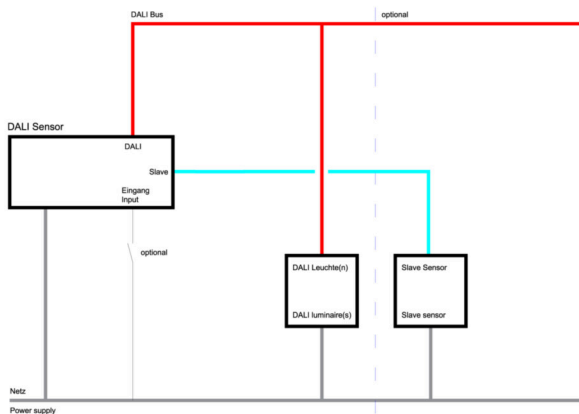 DALI Bus
optional
DALI Sensor
DALI
Slave
Eingang
Input
optional
DALI Leuchte(n)
Slave Sensor
DALI luminaire(s)
Slave sensor
Netz
Power supply